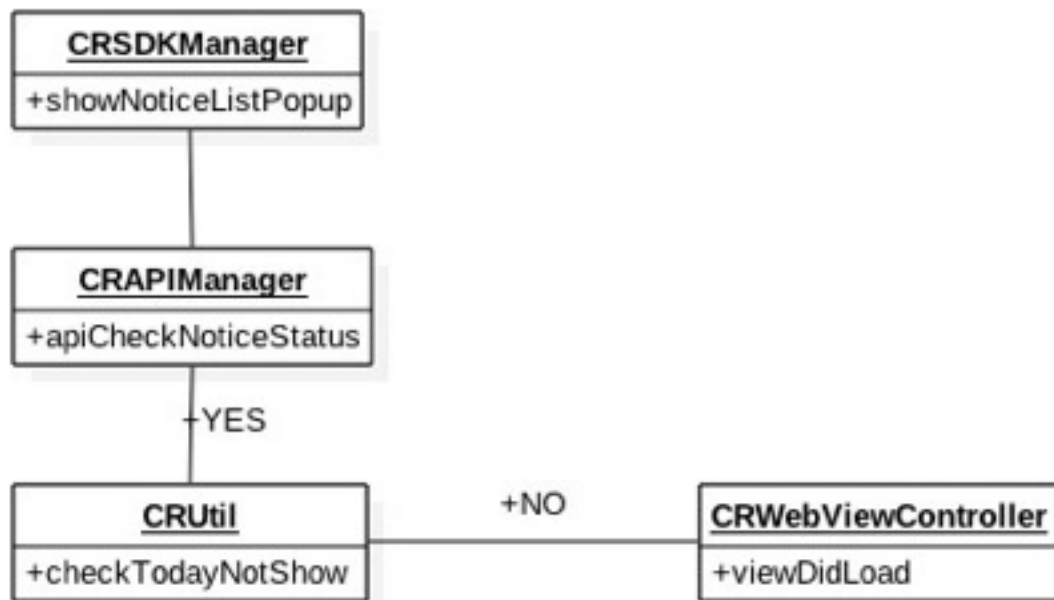 CRSDKManager
+showNoticeListPopup
CRAPIManager
+apiCheckNoticeStatus
+YES
+NO
CRUtil
+checkTodayNotShow
CRWebViewController
+viewDidLoad